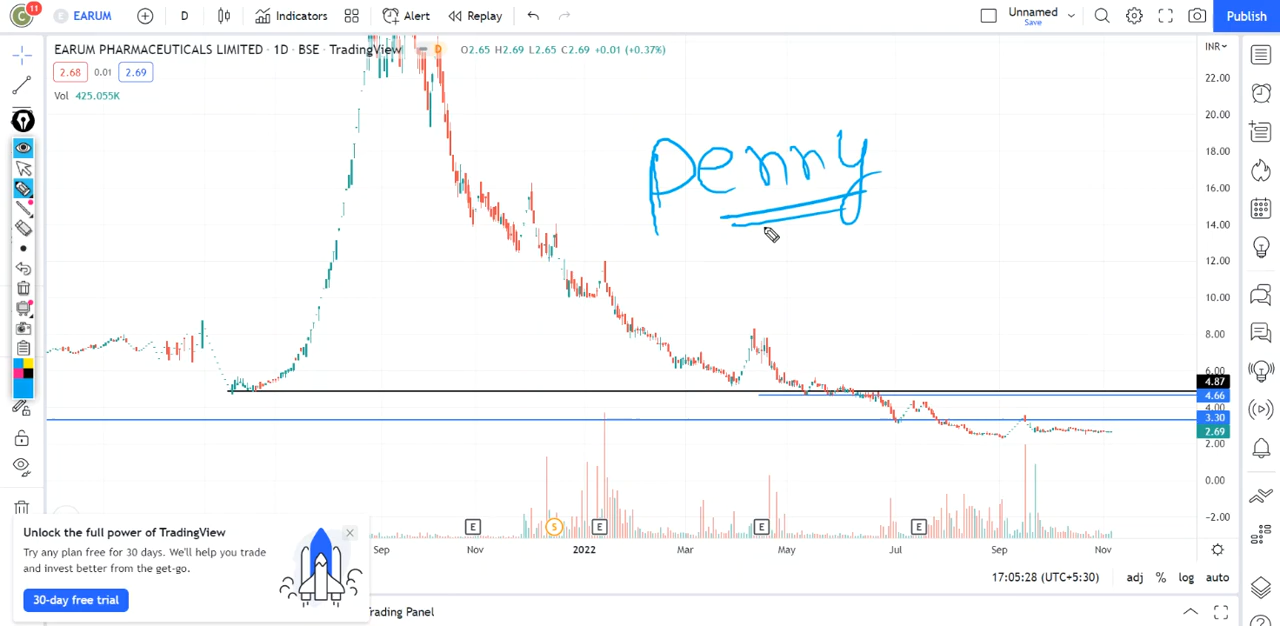 C 11 E EARUM D Indicators Alert Replay Unnamed Save Publish
EARUM PHARMACEUTICALS LIMITED · 1D · BSE · TradingView D O2.65 H2.69 L2.65 C2.69 +0.01 (+0.37%) INR
2.68 0.01 2.69
Vol 425.055K
penny
22.00
20.00
18.00
16.00
14.00
12.00
10.00
8.00
6.00
4.87
4.66
4.00
3.30
2.69
2.00
0.00
−2.00
E S E E E
Sep Nov 2022 Mar May Jul Sep Nov
Unlock the full power of TradingView
Try any plan free for 30 days. We'll help you trade
and invest better from the get-go.
30-day free trial
17:05:28 (UTC+5:30) adj % log auto
rading Panel